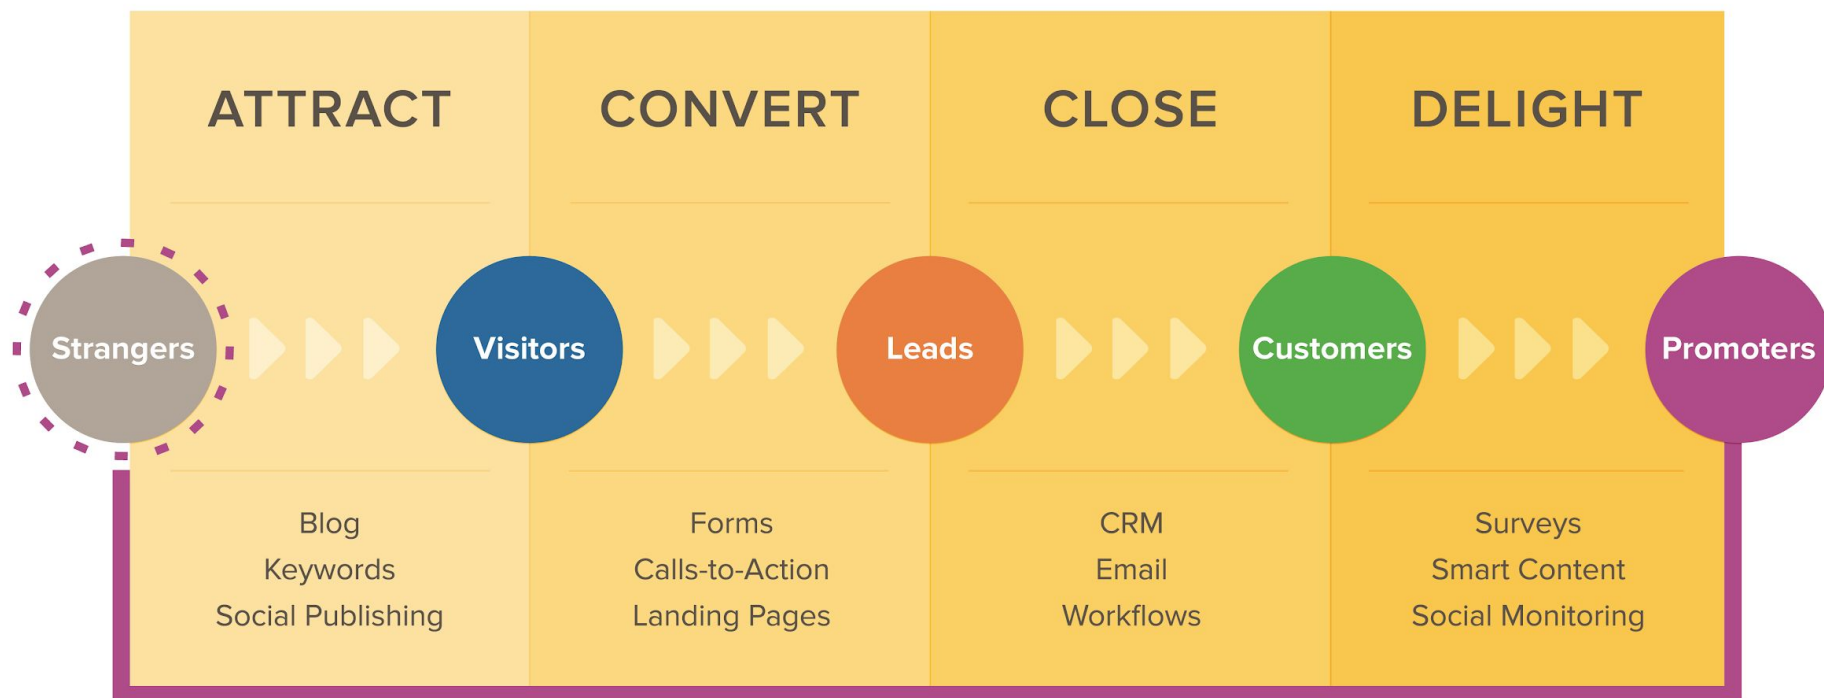 ATTRACT
CONVERT
CLOSE
DELIGHT
Strangers
Visitors
Leads
Customers
Promoters
Blog
Keywords
Social Publishing
Forms
Calls-to-Action
Landing Pages
CRM
Email
Workflows
Surveys
Smart Content
Social Monitoring